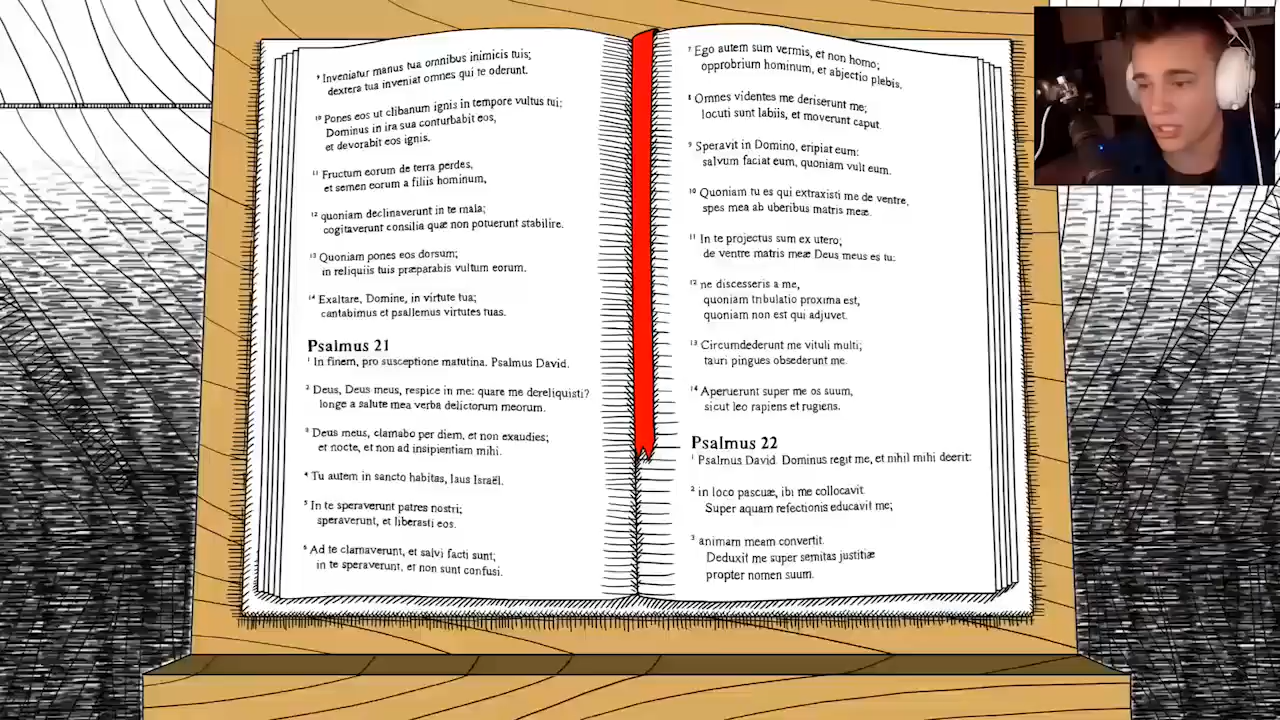 9 Inveniatur manus tua omnibus inimicis tuis;
dextera tua inveniat omnes qui te oderunt.
10 Pones eos ut clibanum ignis in tempore vultus tui;
Dominus in ira sua conturbabit eos,
et devorabit eos ignis.
11 Fructum eorum de terra perdes,
et semen eorum a filiis hominum,
12 quoniam declinaverunt in te mala;
cogitaverunt consilia quæ non potuerunt stabilire.
13 Quoniam pones eos dorsum;
in reliquiis tuis præparabis vultum eorum.
14 Exaltare, Domine, in virtute tua;
cantabimus et psallemus virtutes tuas.
Psalmus 21
1 In finem, pro susceptione matutina. Psalmus David.
2 Deus, Deus meus, respice in me: quare me dereliquisti?
longe a salute mea verba delictorum meorum.
3 Deus meus, clamabo per diem, et non exaudies;
et nocte, et non ad insipientiam mihi.
4 Tu autem in sancto habitas, laus Israël.
5 In te speraverunt patres nostri;
speraverunt, et liberasti eos.
6 Ad te clamaverunt, et salvi facti sunt;
in te speraverunt, et non sunt confusi.
7 Ego autem sum vermis, et non homo;
opprobrium hominum, et abjectio plebis.
8 Omnes videntes me deriserunt me;
locuti sunt labiis, et moverunt caput.
9 Speravit in Domino, eripiat eum:
salvum faciat eum, quoniam vult eum.
10 Quoniam tu es qui extraxisti me de ventre,
spes mea ab uberibus matris meæ.
11 In te projectus sum ex utero;
de ventre matris meæ Deus meus es tu:
12 ne discesseris a me,
quoniam tribulatio proxima est,
quoniam non est qui adjuvet.
13 Circumdederunt me vituli multi;
tauri pingues obsederunt me.
14 Aperuerunt super me os suum,
sicut leo rapiens et rugiens.
Psalmus 22
1 Psalmus David. Dominus regit me, et nihil mihi deerit:
2 in loco pascuæ, ibi me collocavit.
Super aquam refectionis educavit me;
3 animam meam convertit.
Deduxit me super semitas justitiæ
propter nomen suum.